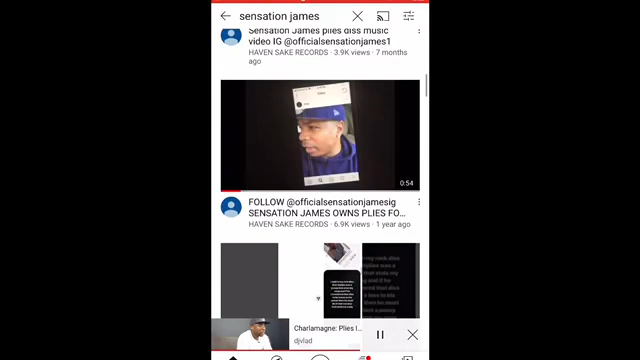 sensation james
Sensation James plies diss music
video IG @officialsensationjames1
HAVEN SAKE RECORDS · 3.9K views · 7 months
ago
0:54
FOLLOW @officialsensationjamesig
SENSATION JAMES OWNS PLIES FO...
HAVEN SAKE RECORDS · 6.9K views · 1 year ago
Charlamagne: Plies I...
djvlad